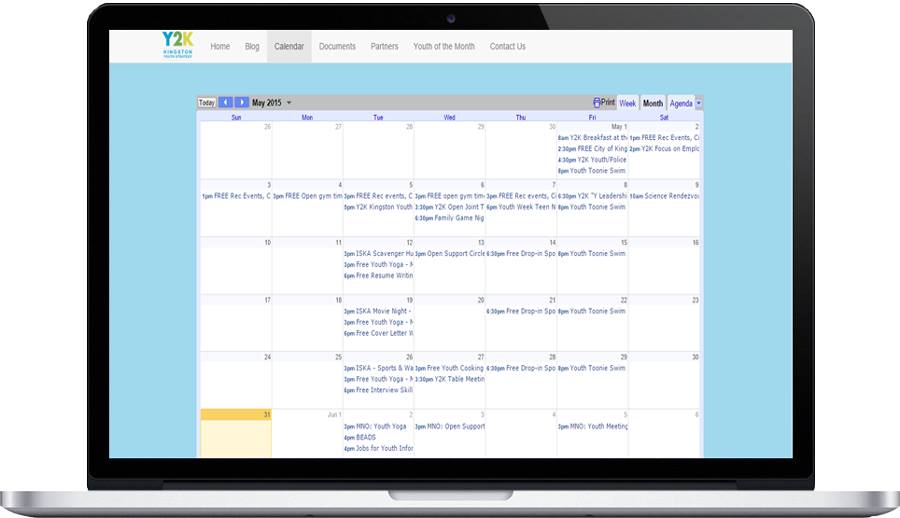 Y2K
KINGSTON
YOUTH STRATEGY
Home Blog Calendar Documents Partners Youth of the Month Contact Us
Today May 2015 Print Week Month Agenda
Sun Mon Tue Wed Thu Fri Sat
26 27 28 29 30 May 1 2
8am Y2K Breakfast at th 1pm FREE Rec Events, C
2:30pm FREE City of King 2pm Y2K Focus on Emplo
4:30pm Y2K Youth/Police
8pm Youth Toonie Swim
3 4 5 6 7 8 9
1pm FREE Rec Events, C 3pm FREE Open gym tim 3pm FREE Rec events, C 3pm FREE open gym tim 3pm FREE Rec events, C 6:30pm Y2K "Y Leadersh 10am Science Rendezvou
5pm Y2K Kingston Youth 3:30pm Y2K Open Joint T 6pm Youth Week Teen N 8pm Youth Toonie Swim
6:30pm Family Game Nig
10 11 12 13 14 15 16
3pm ISKA Scavenger Hu 5pm Open Support Circle 6:30pm Free Drop-in Spo 8pm Youth Toonie Swim
3pm Free Youth Yoga - M
6pm Free Resume Writin
17 18 19 20 21 22 23
3pm ISKA Movie Night - 6:30pm Free Drop-in Spo 8pm Youth Toonie Swim
3pm Free Youth Yoga - M
6pm Free Cover Letter W
24 25 26 27 28 29 30
3pm ISKA - Sports & Wa 3pm Free Youth Cooking 6:30pm Free Drop-in Spo 8pm Youth Toonie Swim
3pm Free Youth Yoga - M 3:30pm Y2K Table Meetin
6pm Free Interview Skill
31 Jun 1 2 3 4 5 6
3pm MNO: Youth Yoga 3pm MNO: Open Support 3pm MNO: Youth Meeting
4pm BEADS
4pm Jobs for Youth Infor